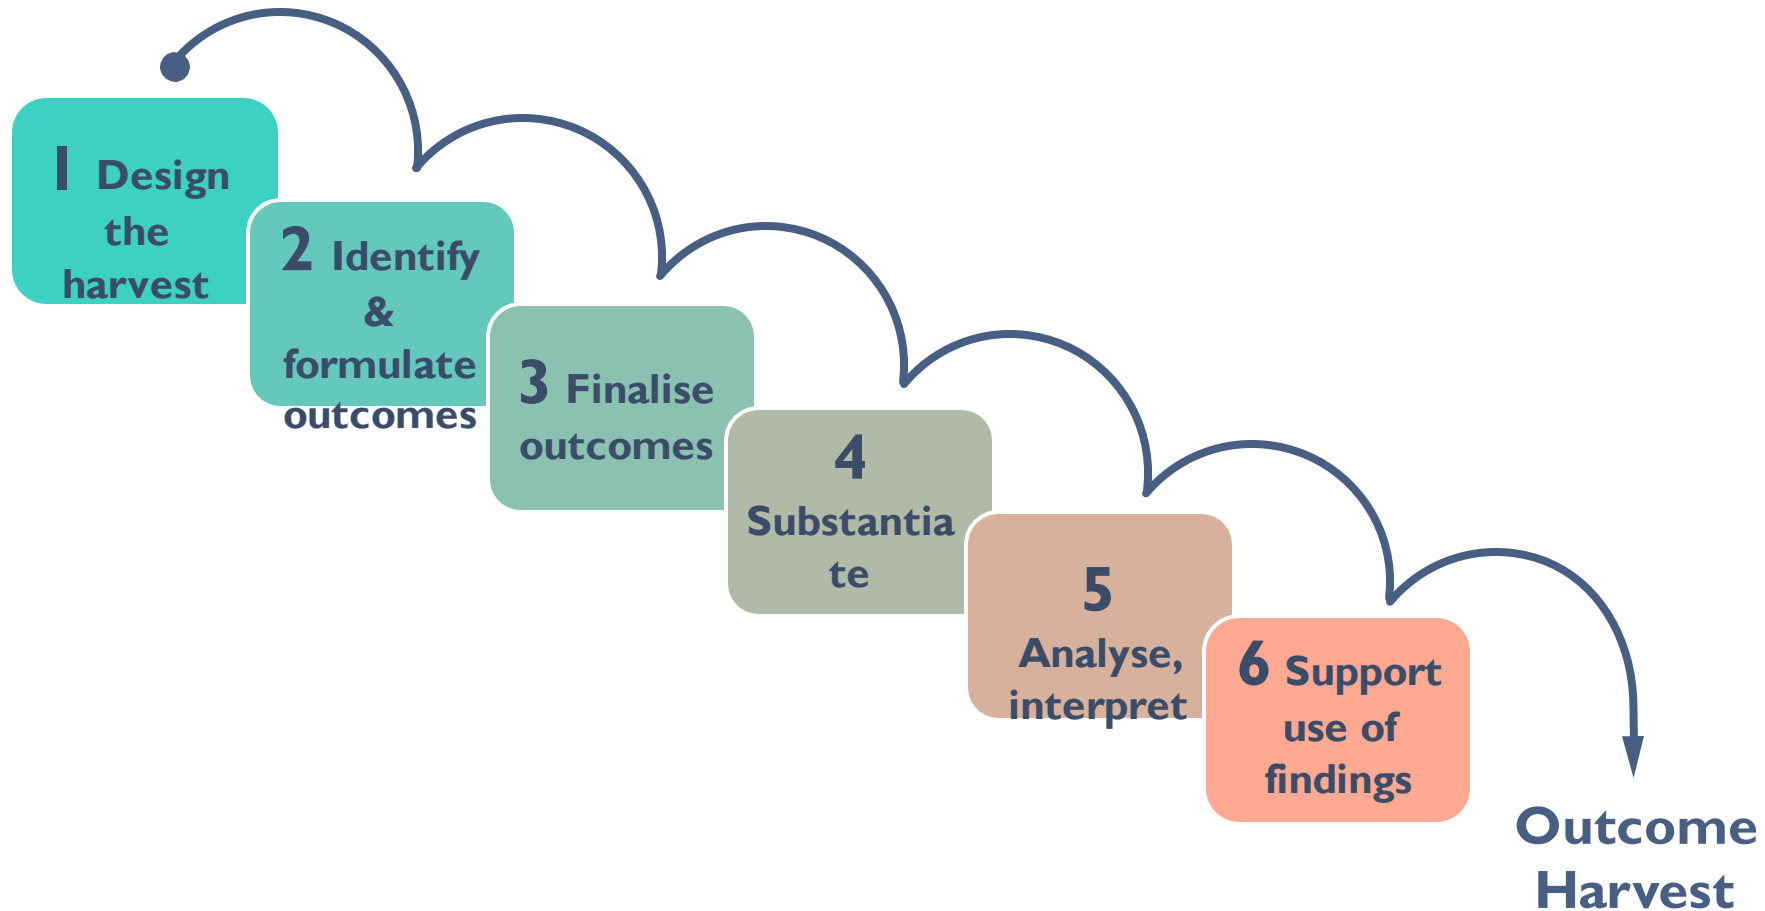 1 Design
the
harvest
2 Identify
&
formulate
outcomes
3 Finalise
outcomes
4
Substantia
te
5
Analyse,
interpret
6 Support
use of
findings
Outcome
Harvest